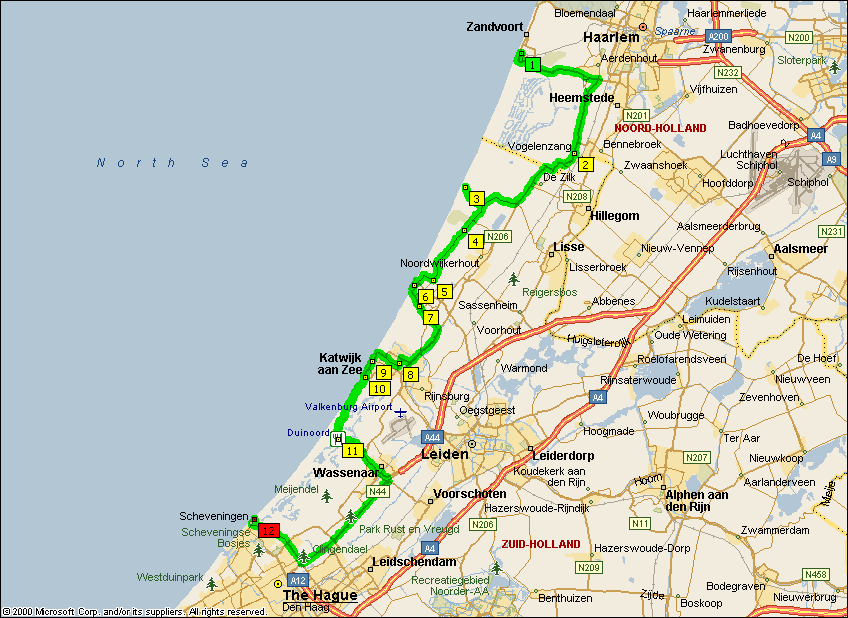 Bloemendaal
Haarlemmerliede
Zandvoort
Haarlem
Spaarne
A200
N200
Zwanenburg
Sloterpark
1
Aerdenhout
N232
Vijfhuizen
Heemstede
N201
NOORD-HOLLAND
Badhoevedorp
A4
North Sea
Vogelenzang
Bennebroek
Luchthaven
Schiphol
A9
2
Zwaanshoek
De Zilk
Hoofddorp
Schiphol
3
N208
Hillegom
Aalsmeerderbrug
N231
4
N206
Lisse
Nieuw-Vennep
Aalsmeer
Noordwijkerhout
Lisserbroek
Rijsenhout
5
6
Reigersbos
Sassenheim
Abbenes
Kudelstaart
7
Voorhout
Leimuiden
Huigsloterdijk
Oude Wetering
Katwijk
aan Zee
Roelofarendsveen
De Hoef
8
9
Warmond
Rijnsaterwoude
Nieuwveen
10
Rijnsburg
A4
Zevenhoven
Valkenburg Airport
Oegstgeest
Woubrugge
Duinoord
A44
Hoogmade
Ter Aar
11
Leiden
Leiderdorp
N207
Nieuwkoop
Wassenaar
Koudekerk aan
den Rijn
Hoorn
Aarlanderveen
Meije
Meijendel
N44
Voorschoten
Alphen aan
den Rijn
Hazerswoude-Rijndijk
Scheveningen
12
Park Rust en Vreugd
N206
N11
Zwammerdam
Scheveningse
Bosjes
Clingendael
A4
ZUID-HOLLAND
Hazerswoude-Dorp
Leidschendam
N209
Westduinpark
A12
Recreatiegebied
Noorder-AA
Bodegraven
N458
The Hague
Den Haag
Benthuizen
Zijde
Boskoop
Nieuwerbrug
© 2000 Microsoft Corp. and/or its suppliers. All rights reserved.